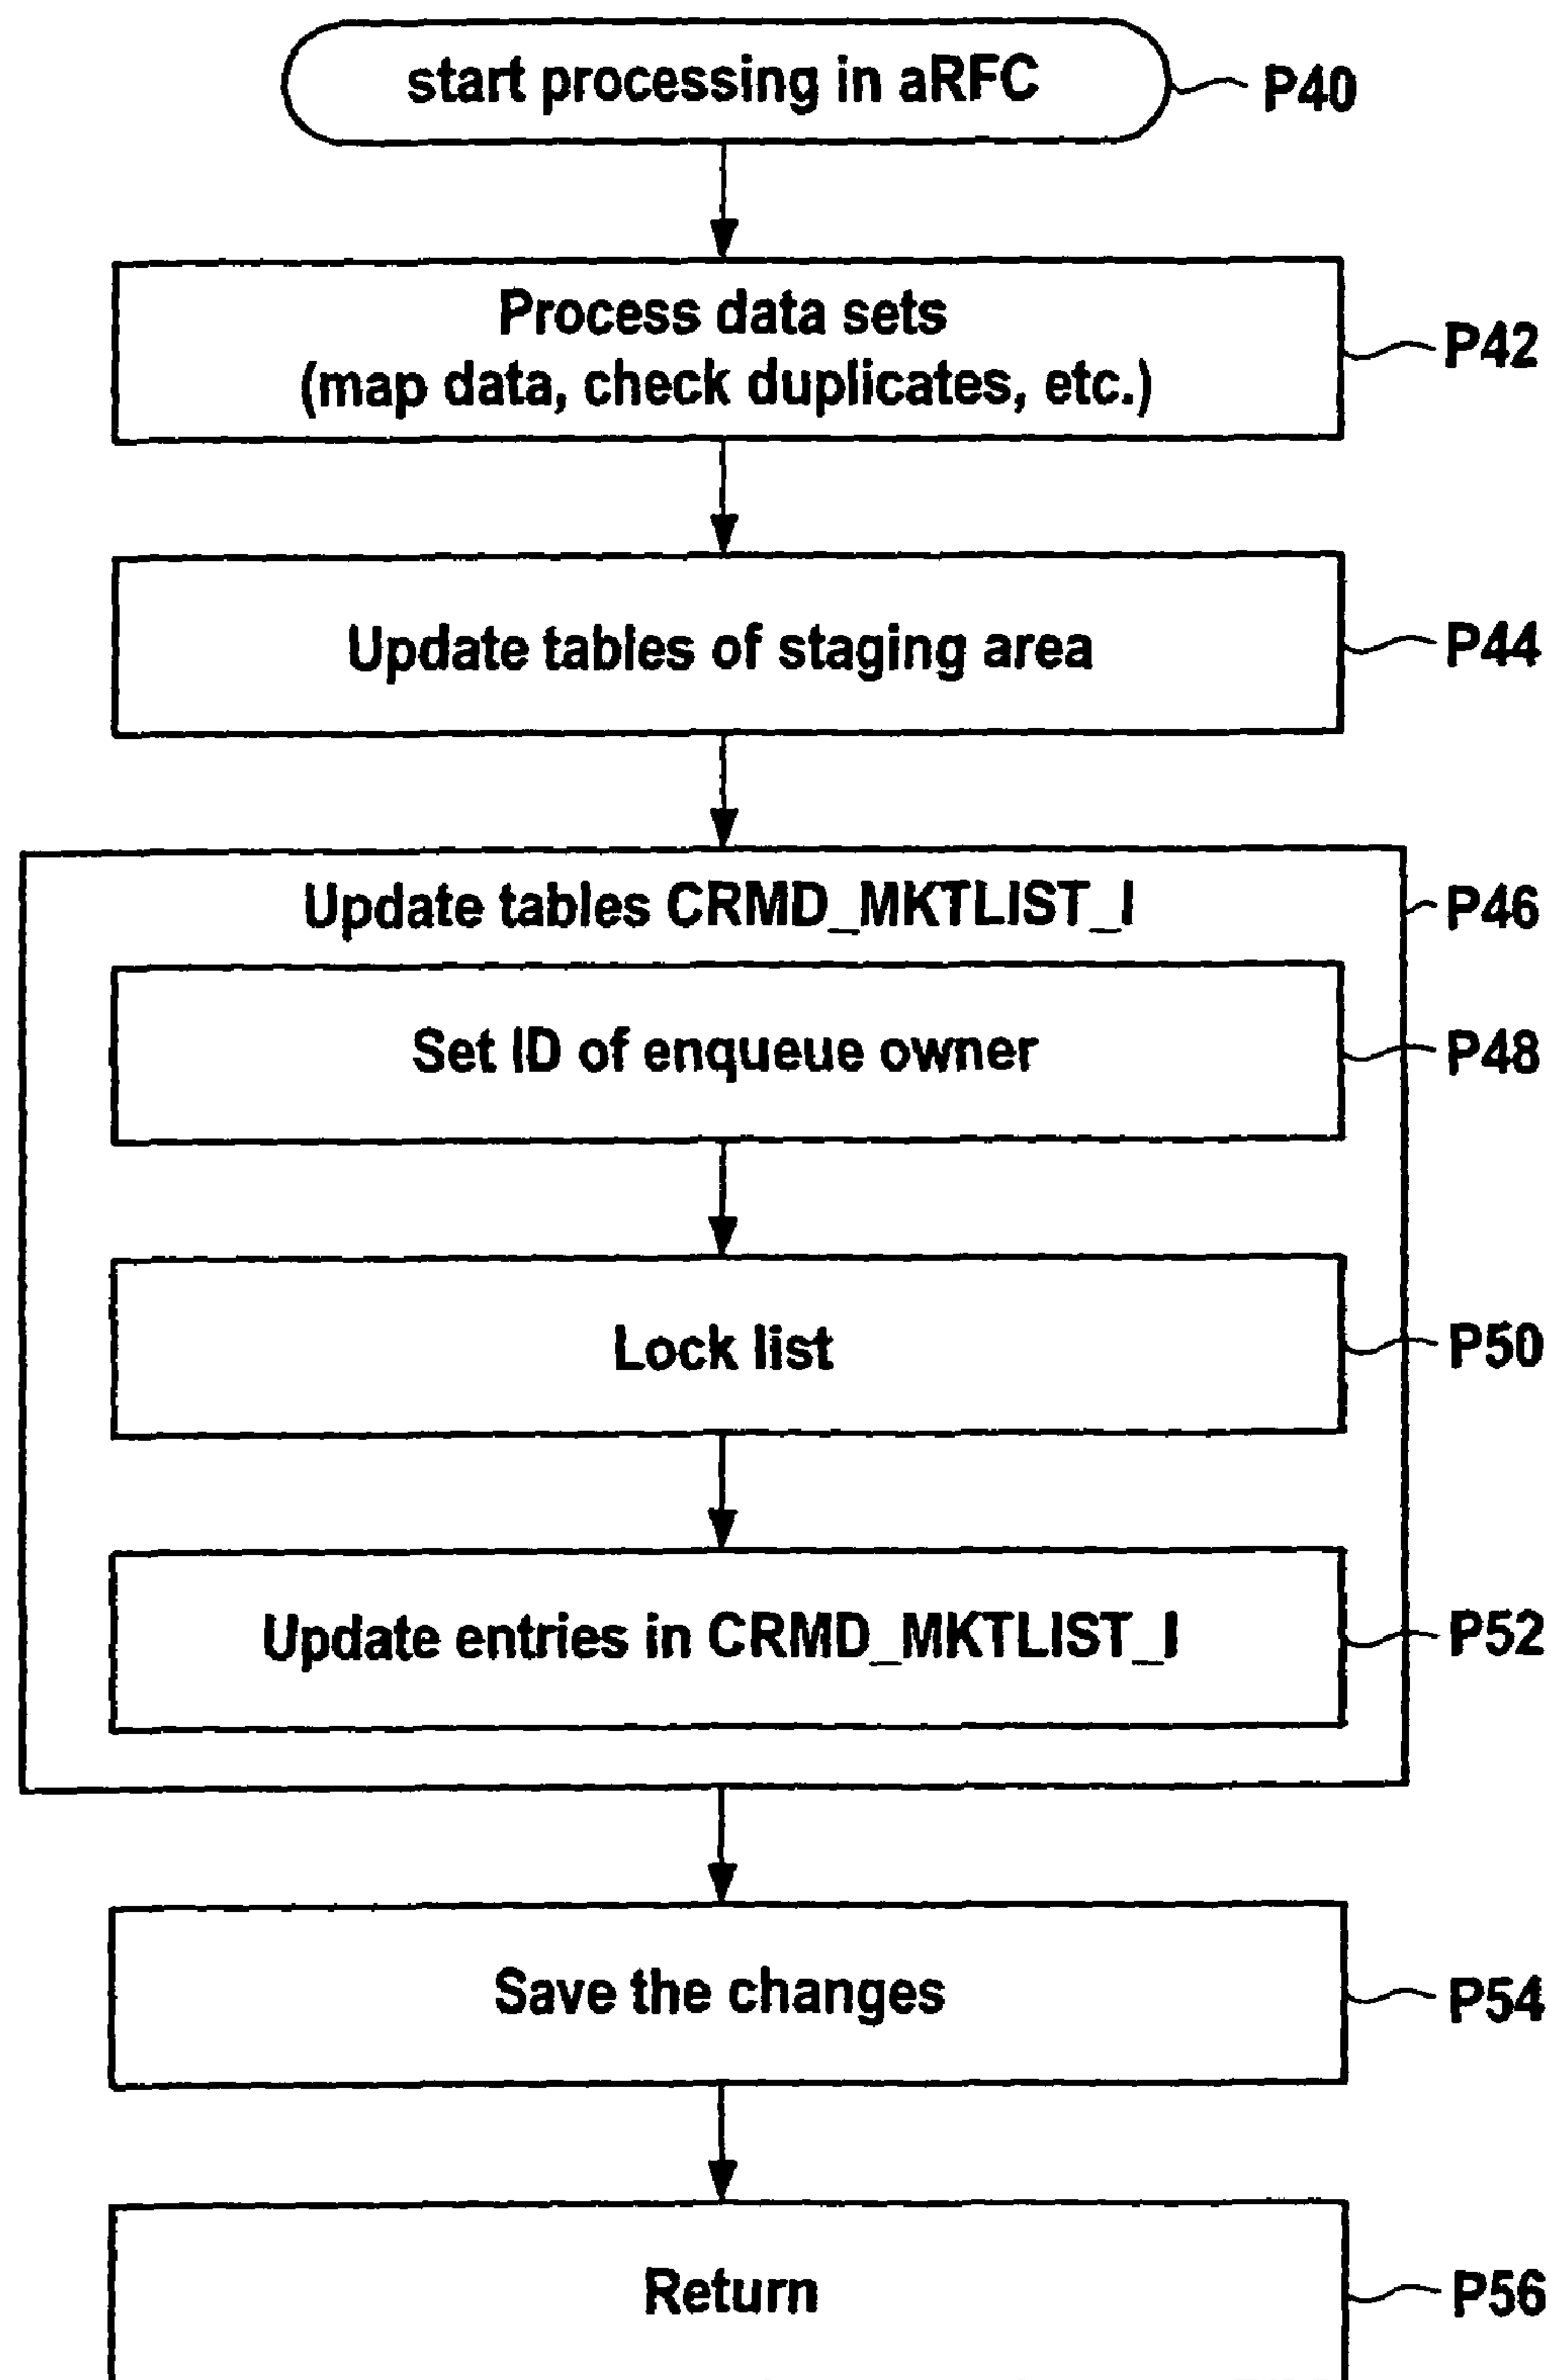 start processing in aRFC
P40
Process data sets
(map data, check duplicates, etc.)
P42
Update tables of staging area
P44
Update tables CRMD_MKTLIST_I
P46
Set ID of enqueue owner
P48
Lock list
P50
Update entries in CRMD_MKTLIST_I
P52
Save the changes
P54
Return
P56